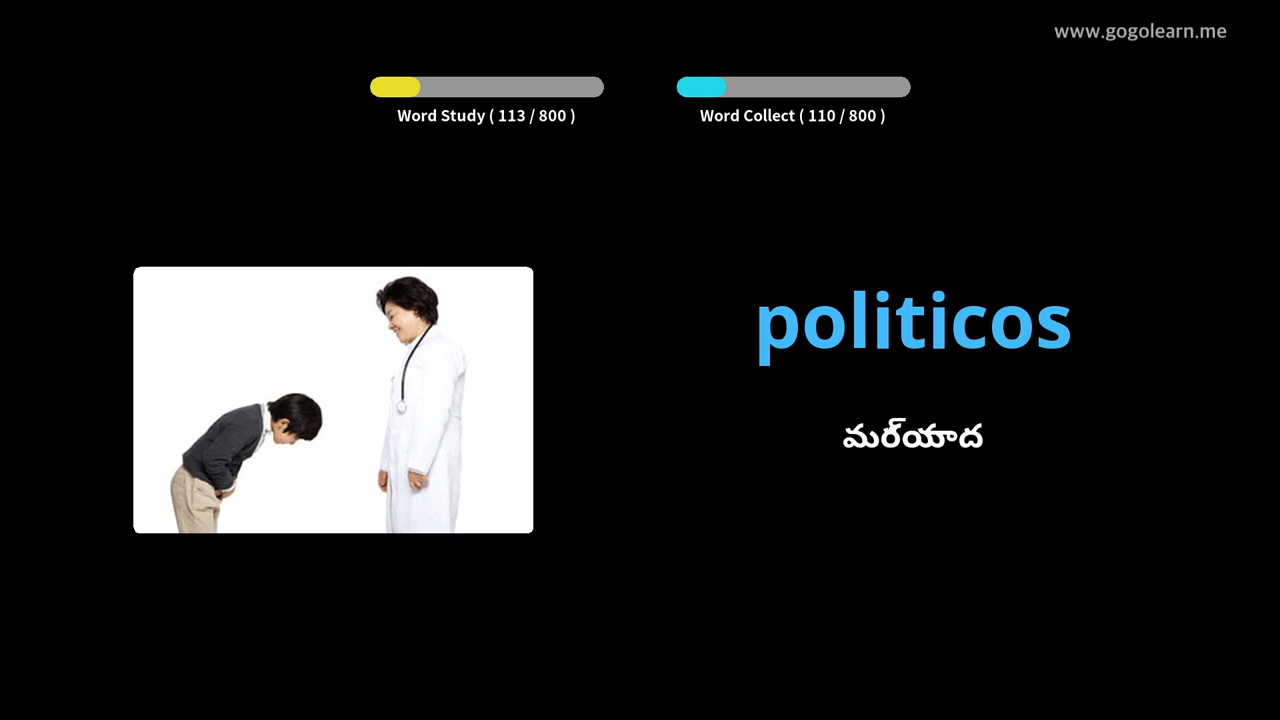 www.gogolearn.me
Word Study ( 113 / 800 )
Word Collect ( 110 / 800 )
politicos
మర్యాద